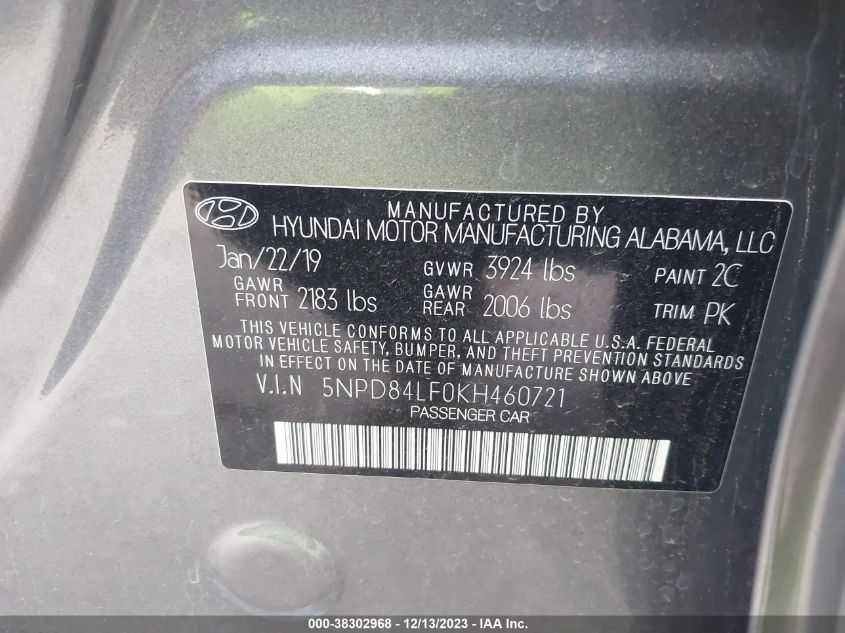 MANUFACTURED BY
HYUNDAI MOTOR MANUFACTURING ALABAMA, LLC
Jan/22/19 GVWR 3924 lbs PAINT 2C
GAWR FRONT 2183 lbs GAWR REAR 2006 lbs TRIM PK
THIS VEHICLE CONFORMS TO ALL APPLICABLE U.S.A. FEDERAL
MOTOR VEHICLE SAFETY, BUMPER, AND THEFT PREVENTION STANDARDS
IN EFFECT ON THE DATE OF MANUFACTURE SHOWN ABOVE
V.I.N 5NPD84LF0KH460721
PASSENGER CAR
000-38302968 - 12/13/2023 - IAA Inc.